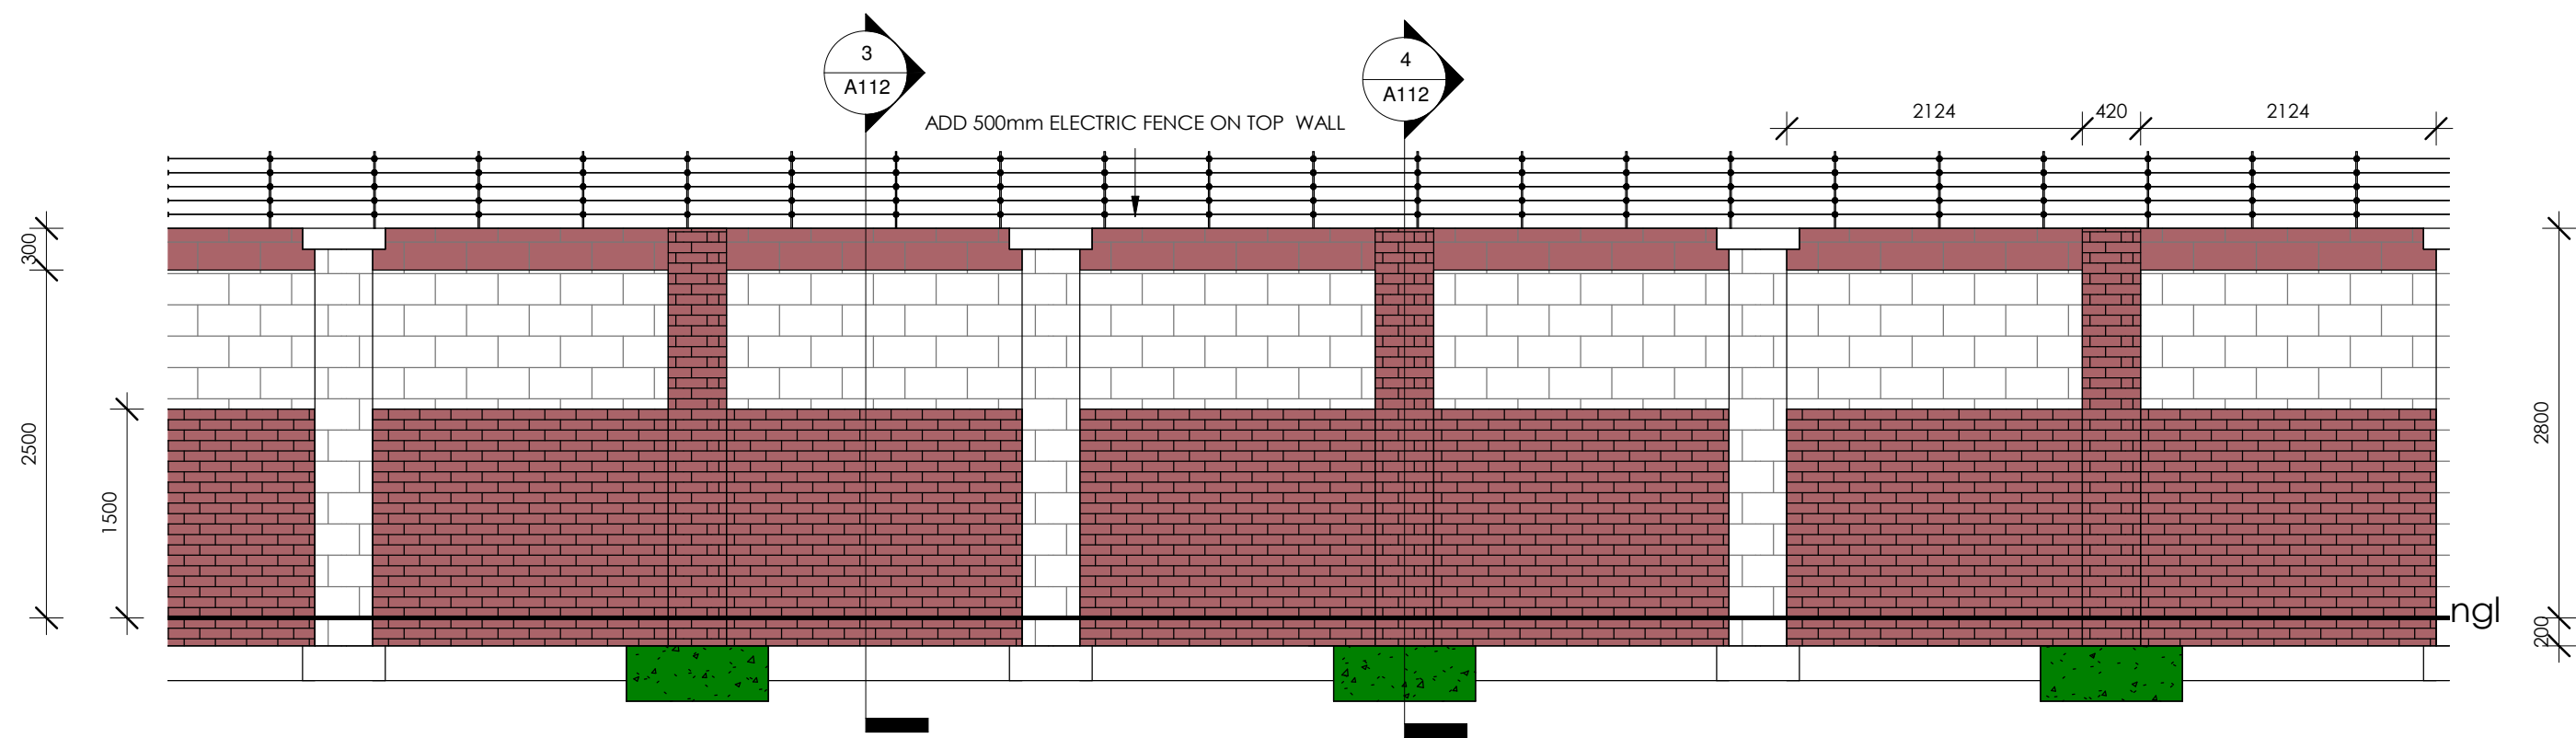 3
A112
4
A112
ADD 500mm ELECTRIC FENCE ON TOP WALL
2124
420
2124
300
2500
1500
2800
ngl
200